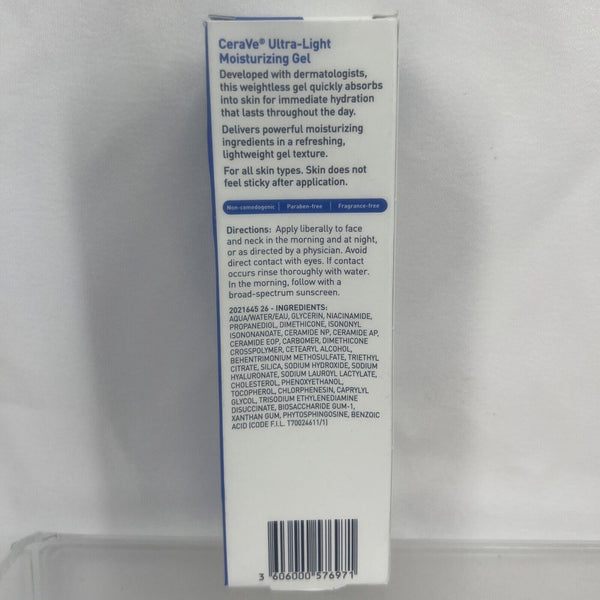 CeraVe® Ultra-Light
Moisturizing Gel
Developed with dermatologists,
this weightless gel quickly absorbs
into skin for immediate hydration
that lasts throughout the day.
Delivers powerful moisturizing
ingredients in a refreshing,
lightweight gel texture.
For all skin types. Skin does not
feel sticky after application.
Non-comedogenic | Paraben-free | Fragrance-free
Directions: Apply liberally to face
and neck in the morning and at night,
or as directed by a physician. Avoid
direct contact with eyes. If contact
occurs rinse thoroughly with water.
In the morning, follow with a
broad-spectrum sunscreen.
2021645 26 - INGREDIENTS:
AQUA/WATER/EAU, GLYCERIN, NIACINAMIDE,
PROPANEDIOL, DIMETHICONE, ISONONYL
ISONONANOATE, CERAMIDE NP, CERAMIDE AP,
CERAMIDE EOP, CARBOMER, DIMETHICONE
CROSSPOLYMER, CETEARYL ALCOHOL,
BEHENTRIMONIUM METHOSULFATE, TRIETHYL
CITRATE, SILICA, SODIUM HYDROXIDE, SODIUM
HYALURONATE, SODIUM LAUROYL LACTYLATE,
CHOLESTEROL, PHENOXYETHANOL,
TOCOPHEROL, CHLORPHENESIN, CAPRYLYL
GLYCOL, TRISODIUM ETHYLENEDIAMINE
DISUCCINATE, BIOSACCHARIDE GUM-1,
XANTHAN GUM, PHYTOSPHINGOSINE, BENZOIC
ACID (CODE F.I.L. T70024611/1)
3 606000 576971